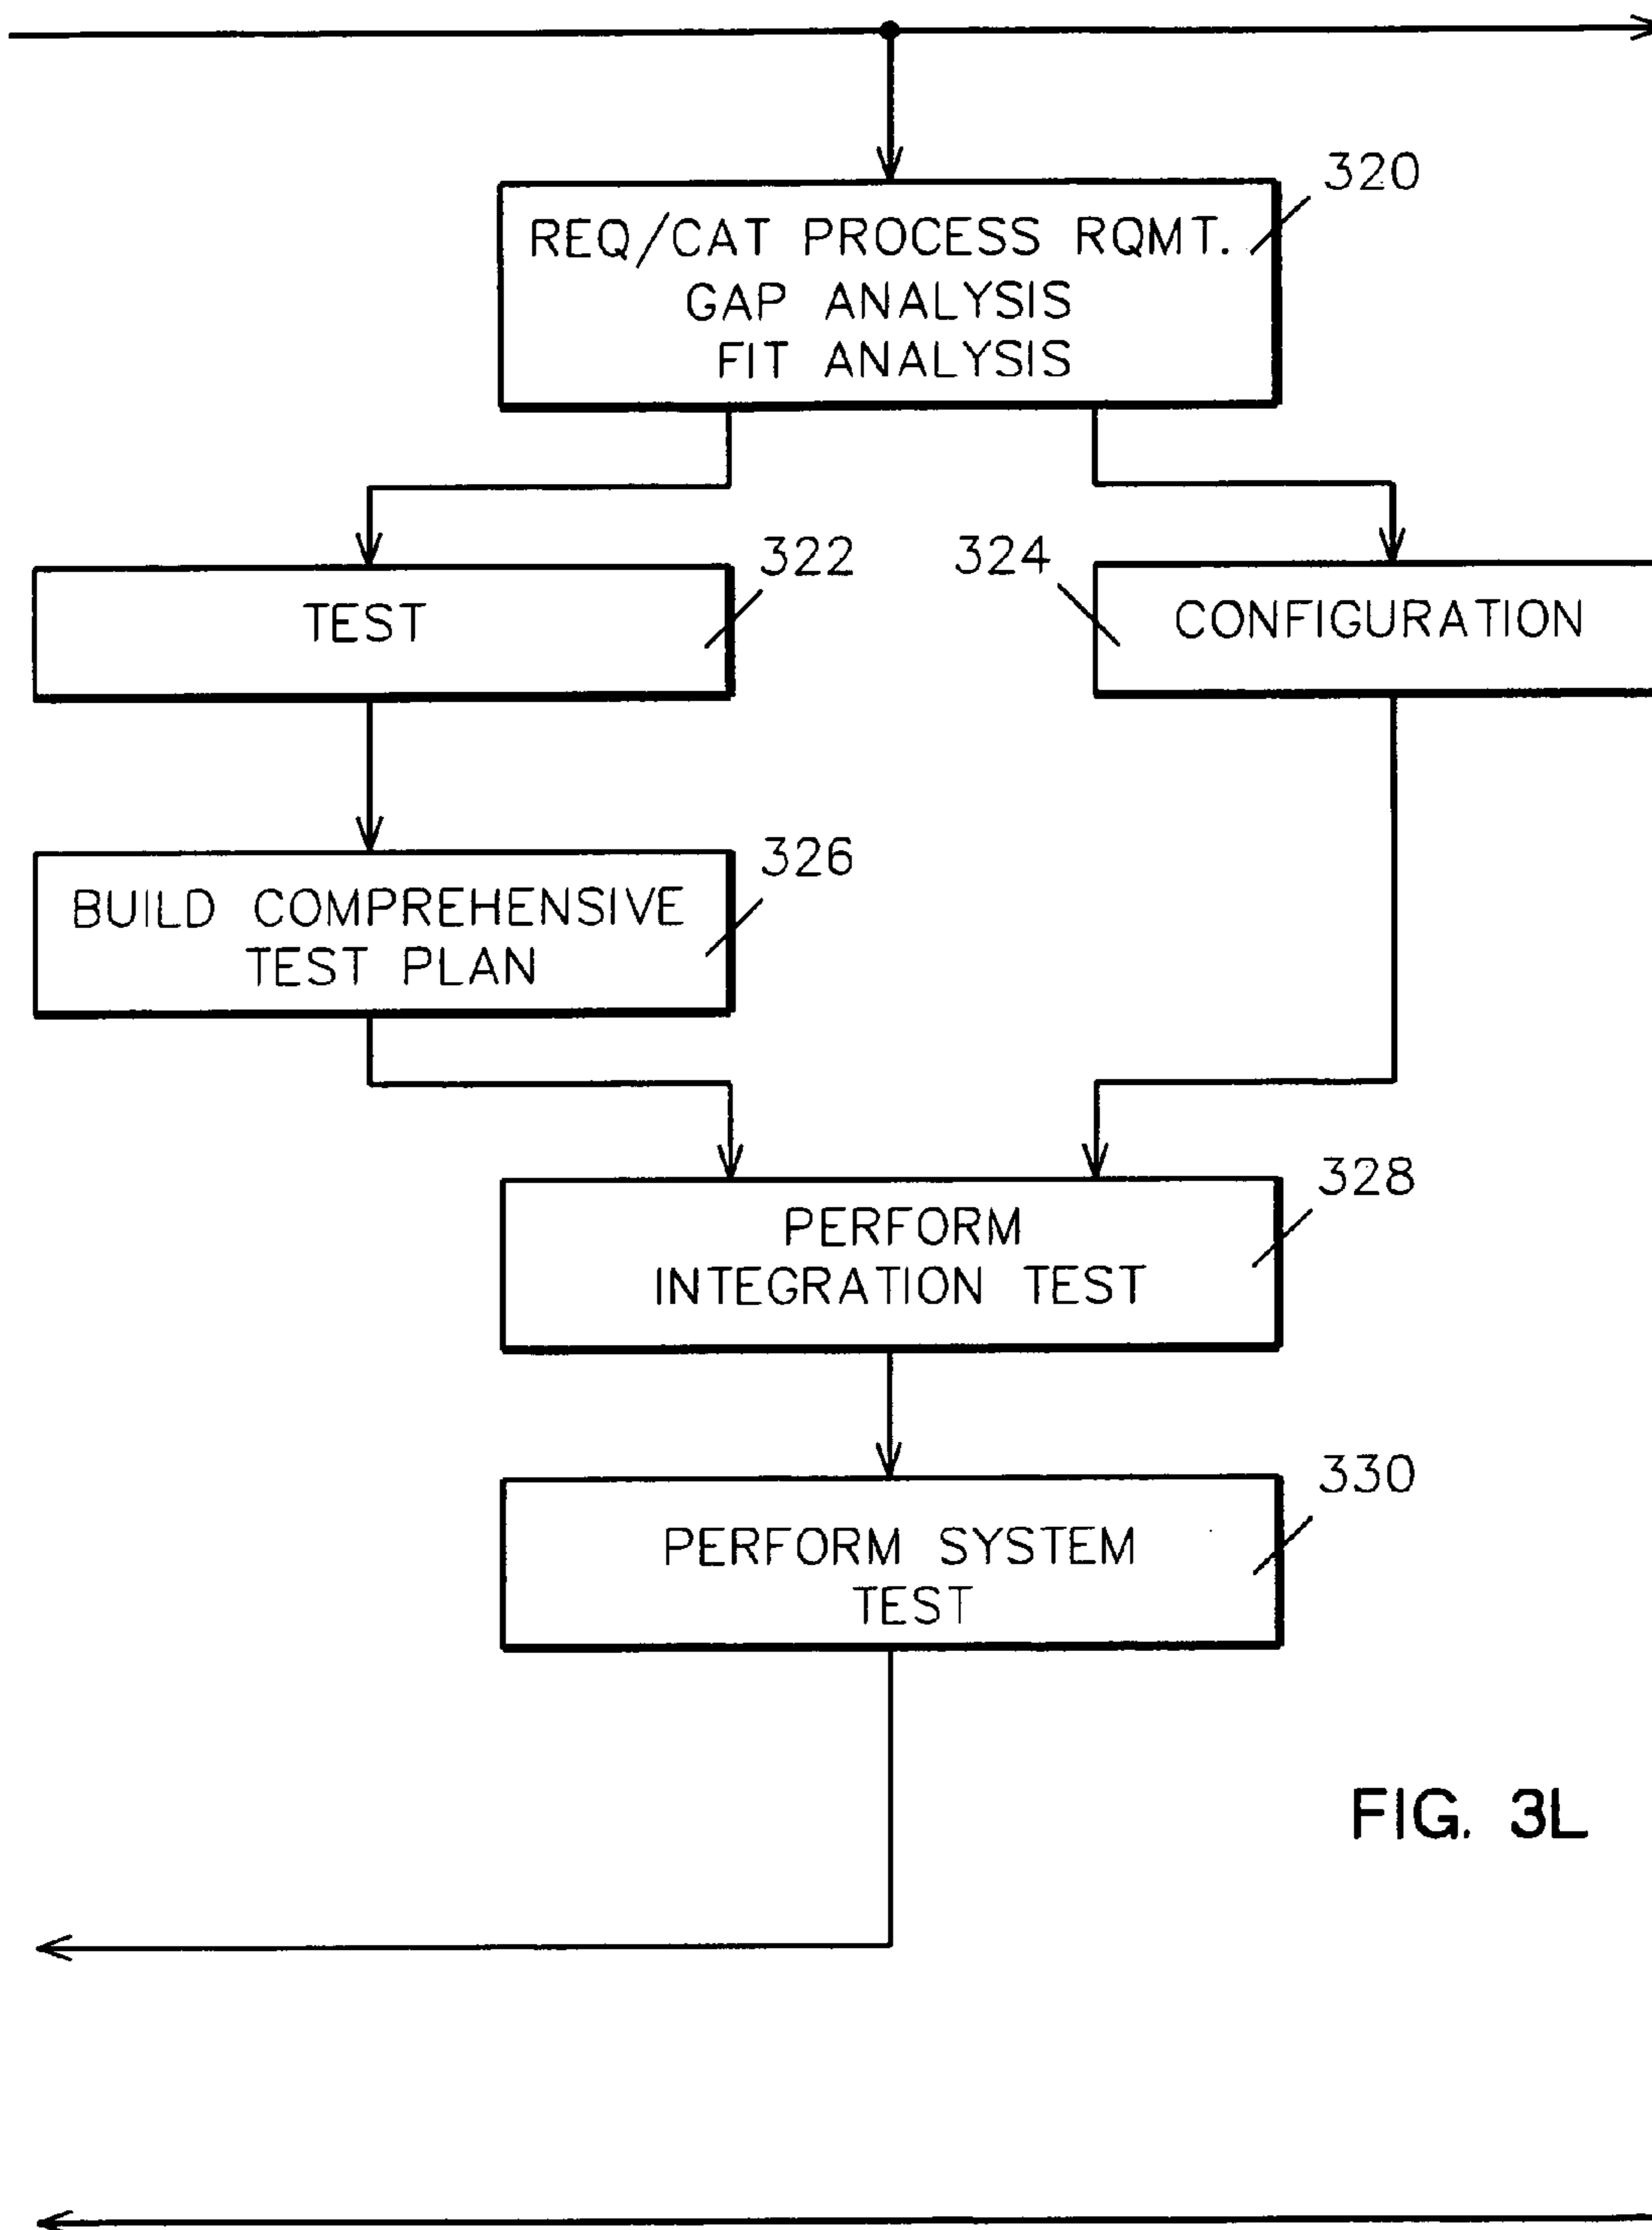 320
REQ/CAT PROCESS RQMT.
GAP ANALYSIS
FIT ANALYSIS
322
TEST
324
CONFIGURATION
326
BUILD COMPREHENSIVE
TEST PLAN
328
PERFORM
INTEGRATION TEST
330
PERFORM SYSTEM
TEST
FIG. 3L